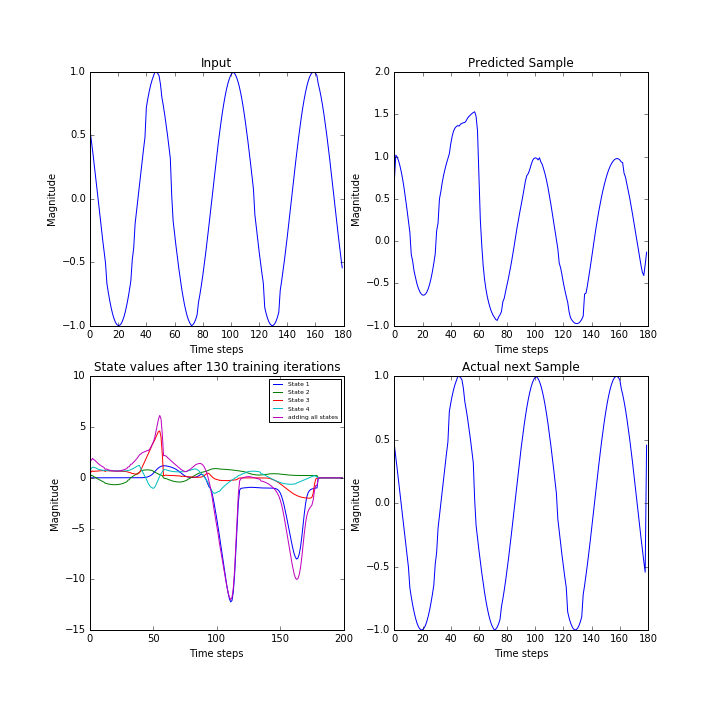 Input
1.0
0.5
0.0
−0.5
−1.0
Magnitude
0 20 40 60 80 100 120 140 160 180
Time steps
Predicted Sample
2.0
1.5
1.0
0.5
0.0
−0.5
−1.0
Magnitude
0 20 40 60 80 100 120 140 160 180
Time steps
State values after 130 training iterations
10
5
0
−5
−10
−15
Magnitude
State 1
State 2
State 3
State 4
adding all states
0 50 100 150 200
Time steps
Actual next Sample
1.0
0.5
0.0
−0.5
−1.0
Magnitude
0 20 40 60 80 100 120 140 160 180
Time steps